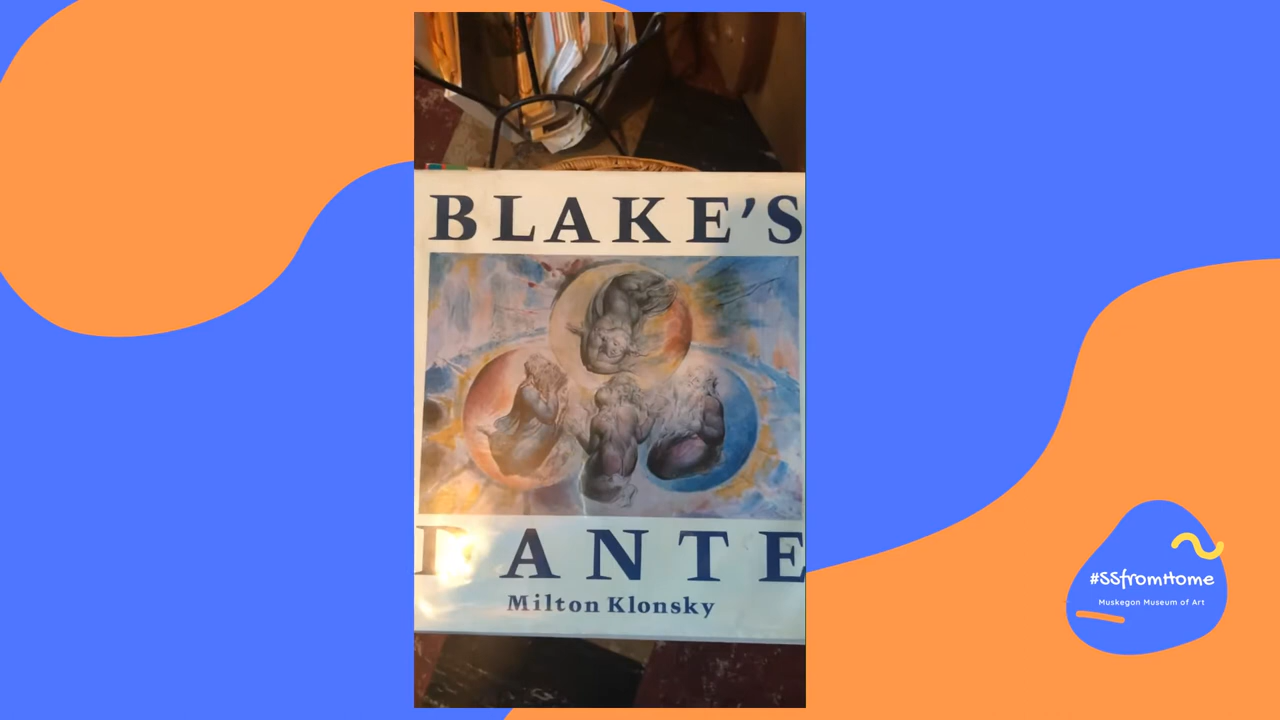 BLAKE'S
DANTE
Milton Klonsky
#SSfromHome
Muskegon Museum of Art